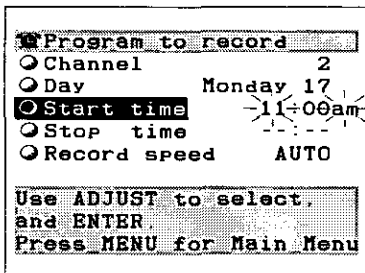 Program to record
Channel 2
Day Monday 17
Start time 11:00am
Stop time --:--
Record speed AUTO
Use ADJUST to select,
and ENTER.
Press MENU for Main Menu